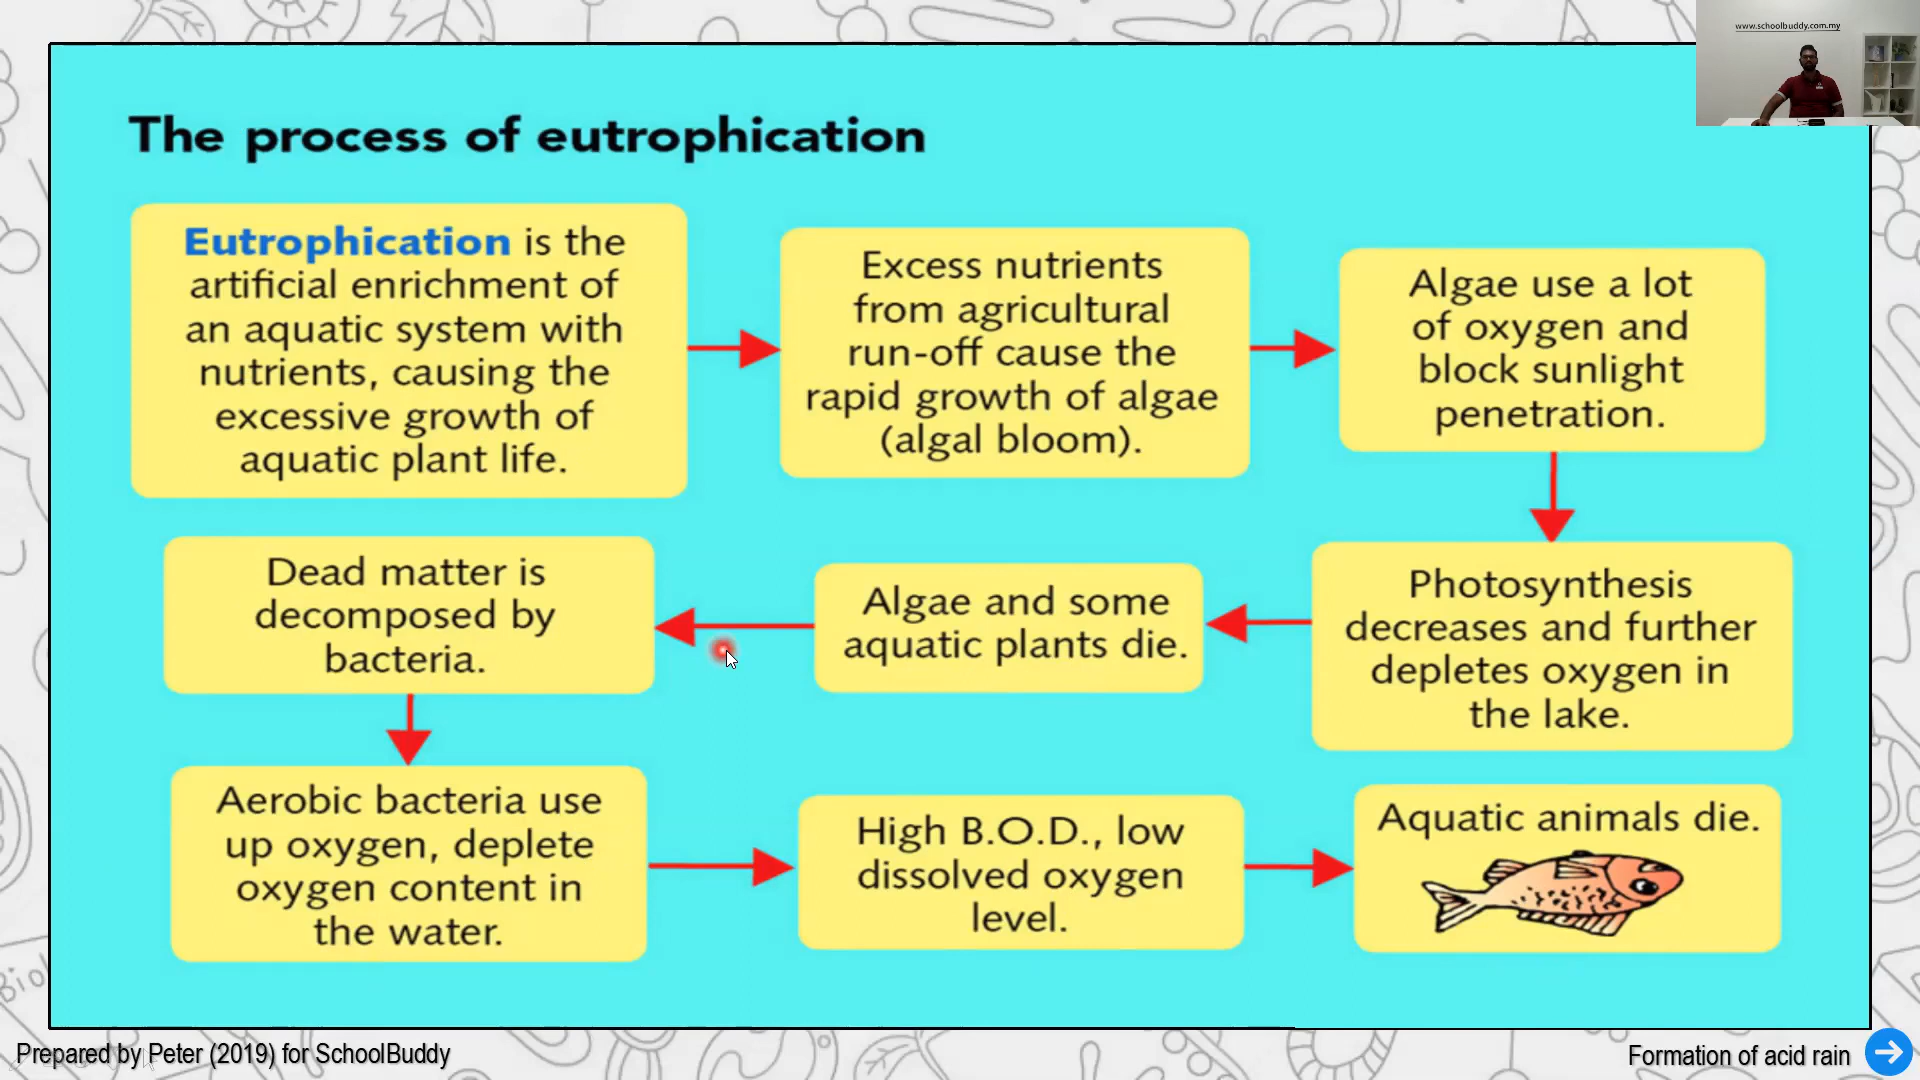 www.schoolbuddy.com.my
The process of eutrophication
Eutrophication is the
artificial enrichment of
an aquatic system with
nutrients, causing the
excessive growth of
aquatic plant life.
Excess nutrients
from agricultural
run-off cause the
rapid growth of algae
(algal bloom).
Algae use a lot
of oxygen and
block sunlight
penetration.
Photosynthesis
decreases and further
depletes oxygen in
the lake.
Algae and some
aquatic plants die.
Dead matter is
decomposed by
bacteria.
Aerobic bacteria use
up oxygen, deplete
oxygen content in
the water.
High B.O.D., low
dissolved oxygen
level.
Aquatic animals die.
Prepared by Peter (2019) for SchoolBuddy
Formation of acid rain